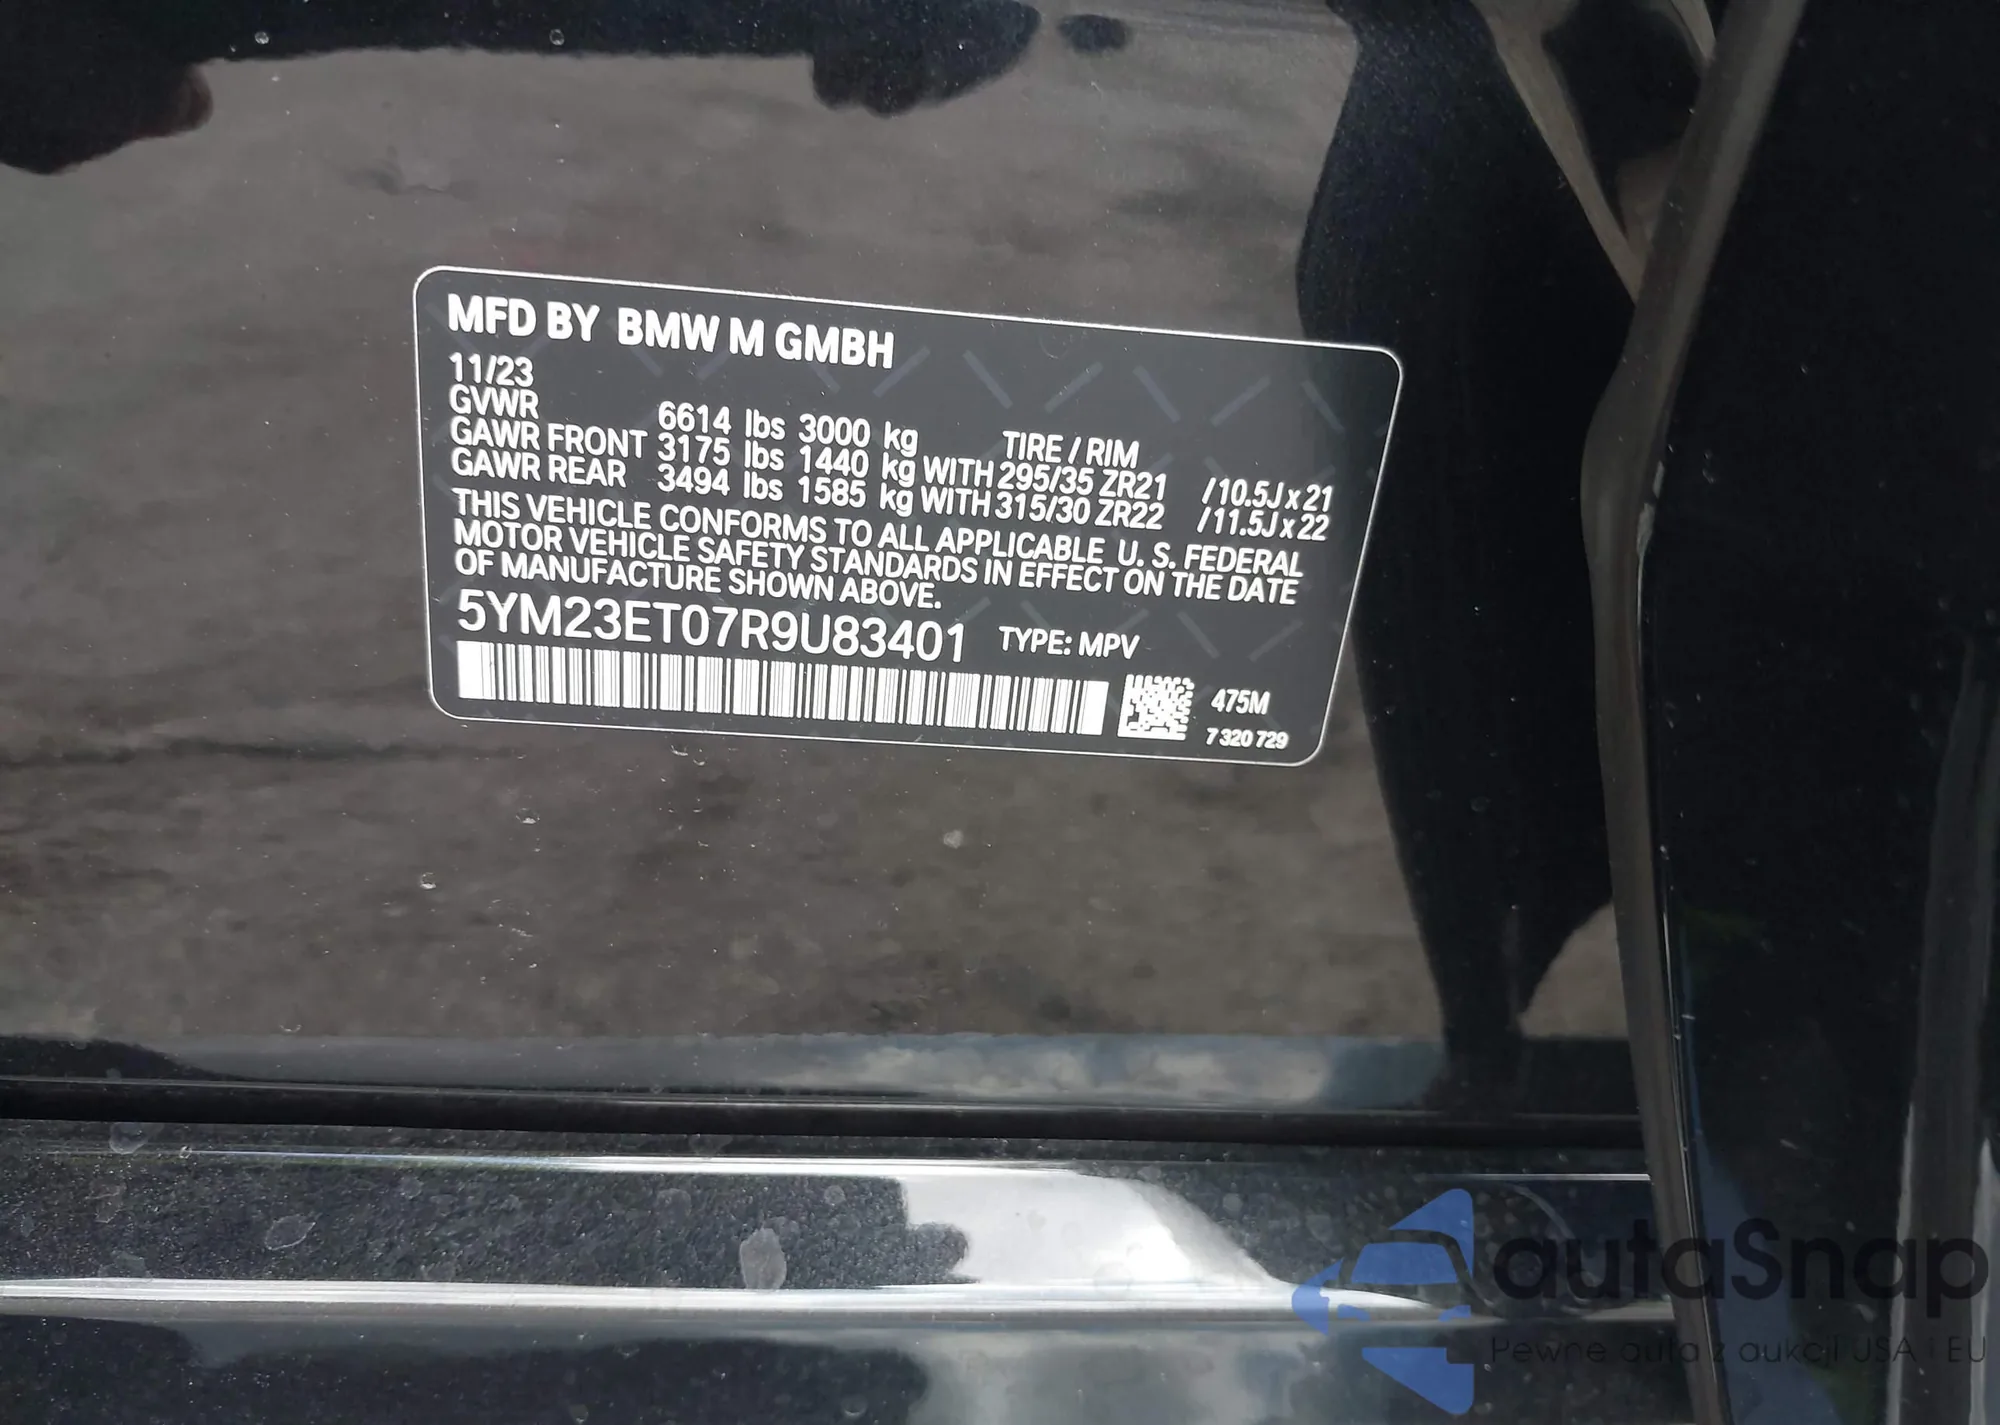 MFD BY BMW M GMBH
11/23
GVWR 6614 lbs 3000 kg TIRE / RIM
GAWR FRONT 3175 lbs 1440 kg WITH 295/35 ZR21 /10.5J x 21
GAWR REAR 3494 lbs 1585 kg WITH 315/30 ZR22 /11.5J x 22
THIS VEHICLE CONFORMS TO ALL APPLICABLE U. S. FEDERAL
MOTOR VEHICLE SAFETY STANDARDS IN EFFECT ON THE DATE
OF MANUFACTURE SHOWN ABOVE.
5YM23ET07R9U83401 TYPE: MPV
475M
7 320 729
autaSnap
Pewne auta z aukcji USA i EU